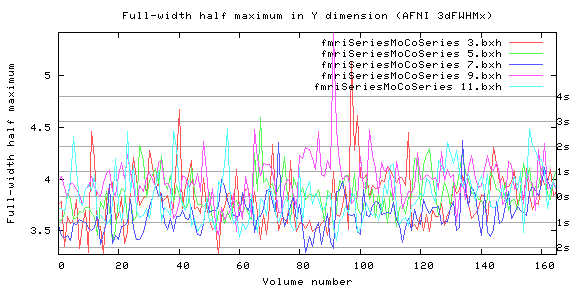 Full-width half maximum in Y dimension (AFNI 3dFWHMx)
fmriSeriesMoCoSeries 3.bxh
fmriSeriesMoCoSeries 5.bxh
fmriSeriesMoCoSeries 7.bxh
fmriSeriesMoCoSeries 9.bxh
fmriSeriesMoCoSeries 11.bxh
Full-width half maximum
5
4.5
4
3.5
4s
3s
2s
1s
0s
1s
2s
0 20 40 60 80 100 120 140 160
Volume number